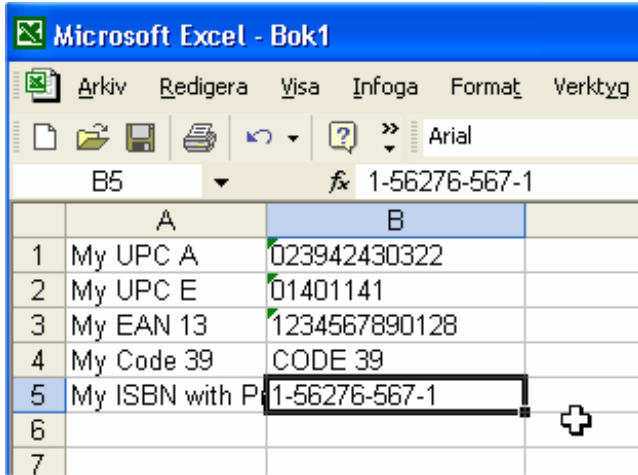 Microsoft Excel - Bok1
Arkiv Redigera Visa Infoga Format Verktyg
Arial
B5 fx 1-56276-567-1
A B
1 My UPC A 023942430322
2 My UPC E 01401141
3 My EAN 13 1234567890128
4 My Code 39 CODE 39
5 My ISBN with P 1-56276-567-1
6
7